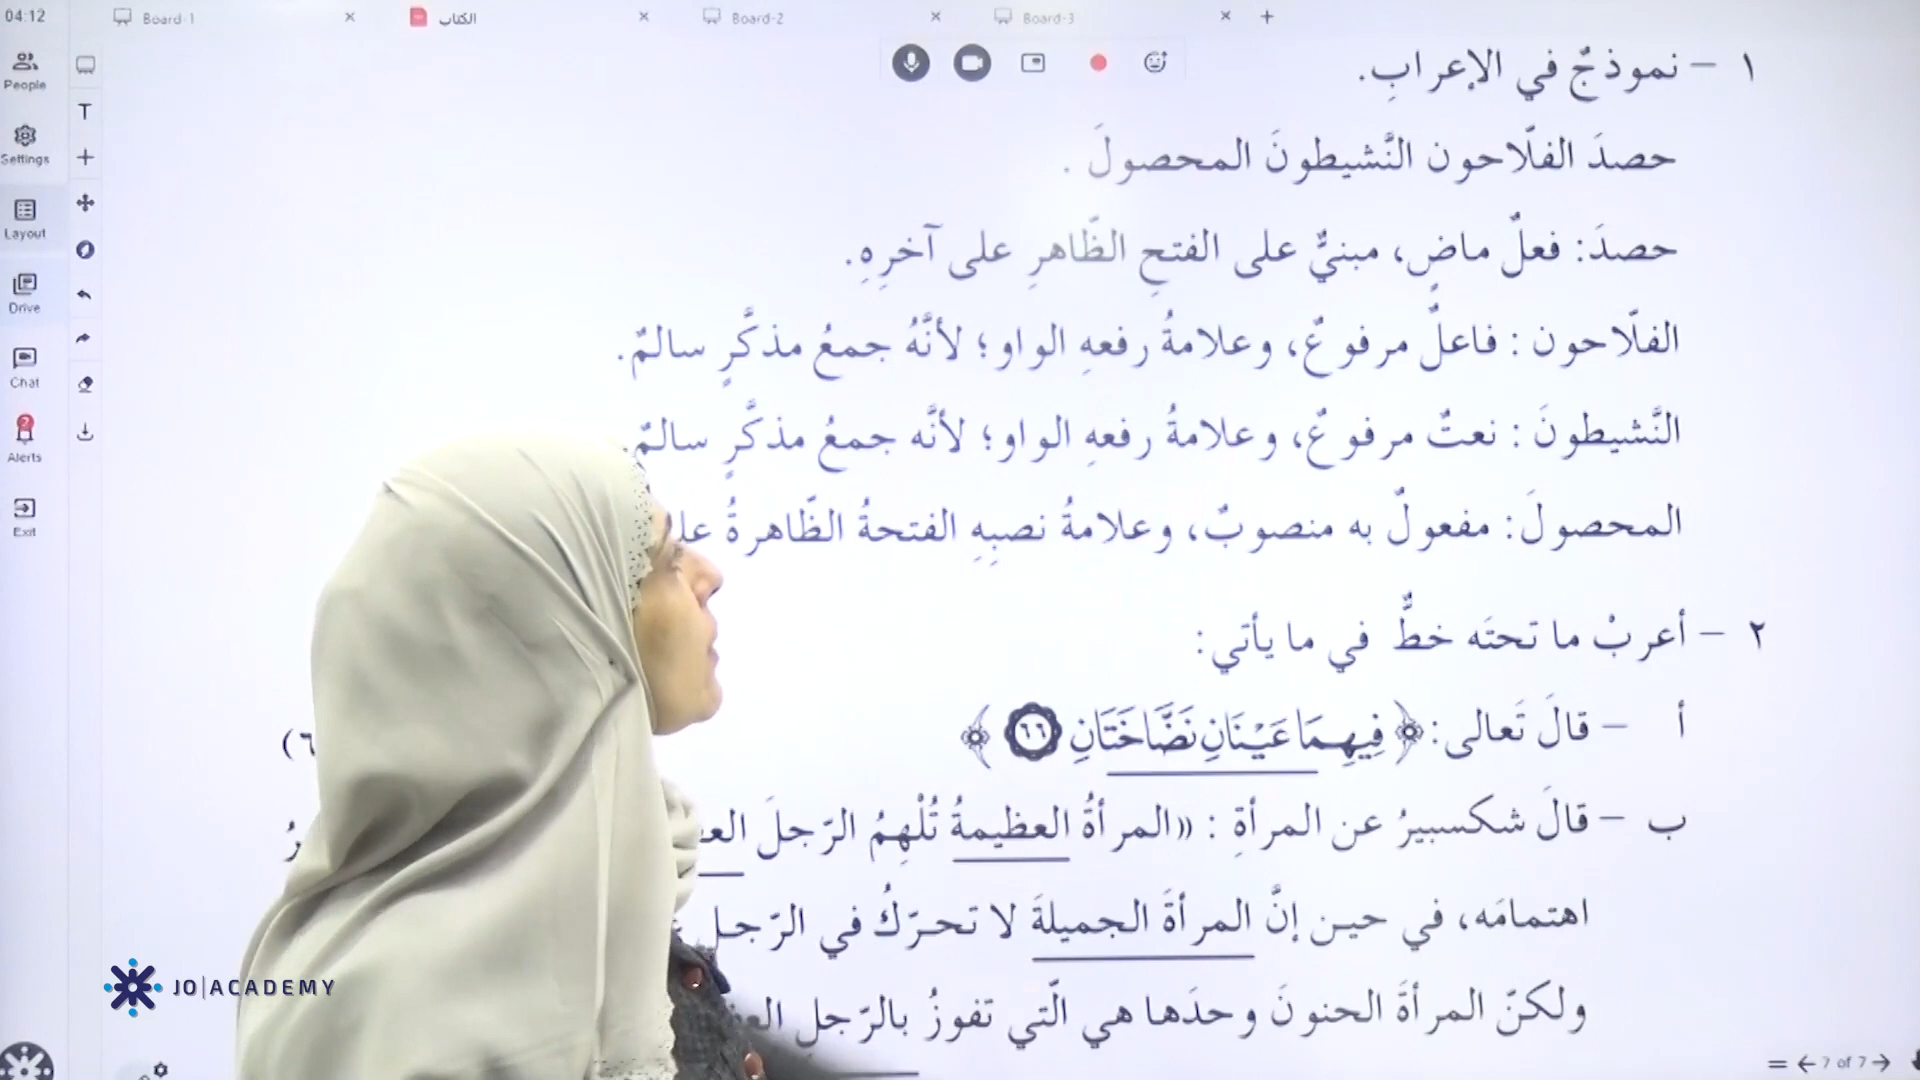 04:12
Board-1
الكتاب
Board-2
Board-3
People
Settings
Layout
Drive
Chat
Alerts
Exit
١ – نموذجٌ في الإعرابِ.
حصدَ الفلّاحون النَّشيطونَ المحصولَ .
حصدَ: فعلٌ ماضٍ، مبنيٌّ على الفتحِ الظّاهرِ على آخرِهِ.
الفلّاحون : فاعلٌ مرفوعٌ، وعلامةُ رفعهِ الواو؛ لأنَّهُ جمعُ مذكَّرٍ سالمٌ.
النَّشيطونَ : نعتٌ مرفوعٌ، وعلامةُ رفعهِ الواو؛ لأنَّه جمعُ مذكَّرٍ سالمٌ.
المحصولَ: مفعولٌ به منصوبٌ، وعلامةُ نصبِهِ الفتحةُ الظّاهرةُ
٢ – أعربْ ما تحتَه خطٌّ في ما يأتي:
أ – قالَ تَعالى: ﴿ فِيهِمَا عَيْنَانِ نَضَّاخَتَانِ ٦٦ ﴾
ب – قالَ شكسبيرُ عن المرأةِ : «المرأةُ العظيمةُ تُلْهِمُ الرّجلَ
اهتمامَه، في حين إنَّ المرأةَ الجميلةَ لا تحرّكُ في الرّجل
ولكنّ المرأةَ الحنونَ وحدَها هي الّتي تفوزُ بالرّجلِ
JO|ACADEMY
7 of 7